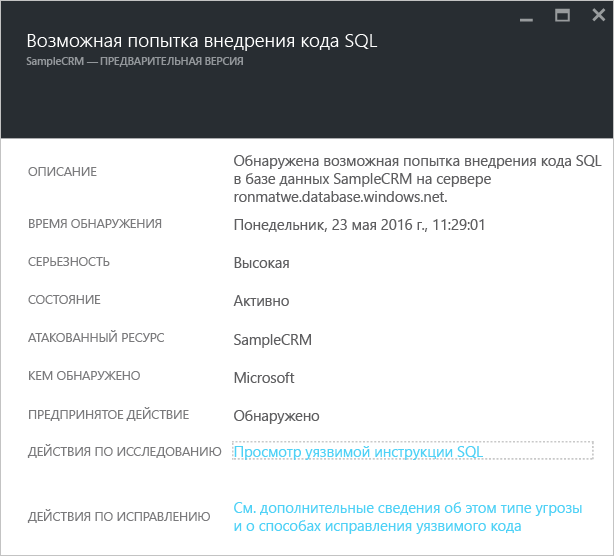 Возможная попытка внедрения кода SQL
SampleCRM — ПРЕДВАРИТЕЛЬНАЯ ВЕРСИЯ
ОПИСАНИЕ
Обнаружена возможная попытка внедрения кода SQL
в базе данных SampleCRM на сервере
ronmatwe.database.windows.net.
ВРЕМЯ ОБНАРУЖЕНИЯ
Понедельник, 23 мая 2016 г., 11:29:01
СЕРЬЕЗНОСТЬ
Высокая
СОСТОЯНИЕ
Активно
АТАКОВАННЫЙ РЕСУРС
SampleCRM
КЕМ ОБНАРУЖЕНО
Microsoft
ПРЕДПРИНЯТОЕ ДЕЙСТВИЕ
Обнаружено
ДЕЙСТВИЯ ПО ИССЛЕДОВАНИЮ
Просмотр уязвимой инструкции SQL
ДЕЙСТВИЯ ПО ИСПРАВЛЕНИЮ
См. дополнительные сведения об этом типе угрозы
и о способах исправления уязвимого кода